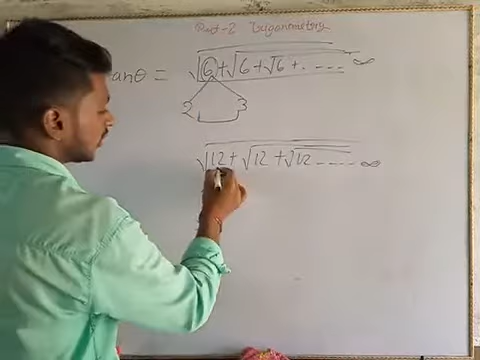 Part-2 Trigonometry
anθ = √6+√6+√6+.---- ∞
2 3
√12+√12+√12 ----- ∞